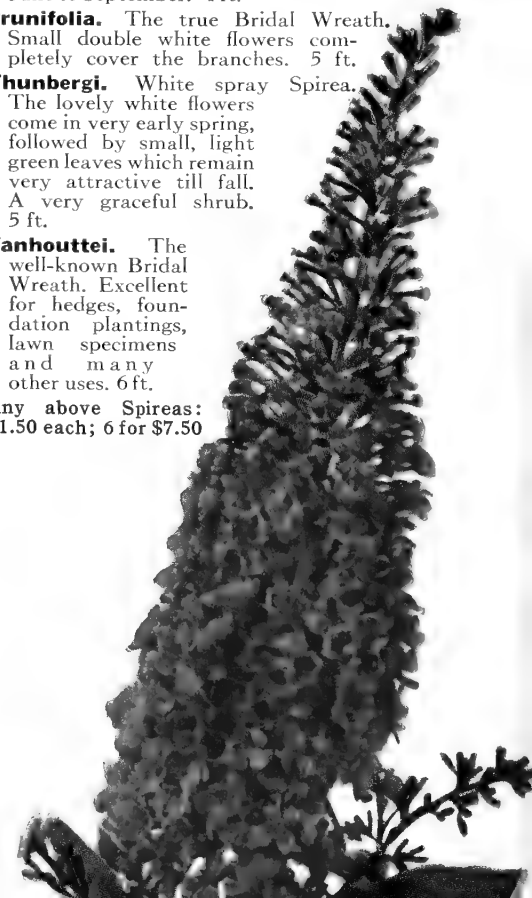 runifolia. The true Bridal Wreath.
Small double white flowers com-
pletely cover the branches. 5 ft.
hunbergi. White spray Spirea.
The lovely white flowers
come in very early spring,
followed by small, light
green leaves which remain
very attractive till fall.
A very graceful shrub.
5 ft.
anhouttei. The
well-known Bridal
Wreath. Excellent
for hedges, foun-
dation plantings,
lawn specimens
and many
other uses. 6 ft.
ny above Spireas:
1.50 each; 6 for $7.50